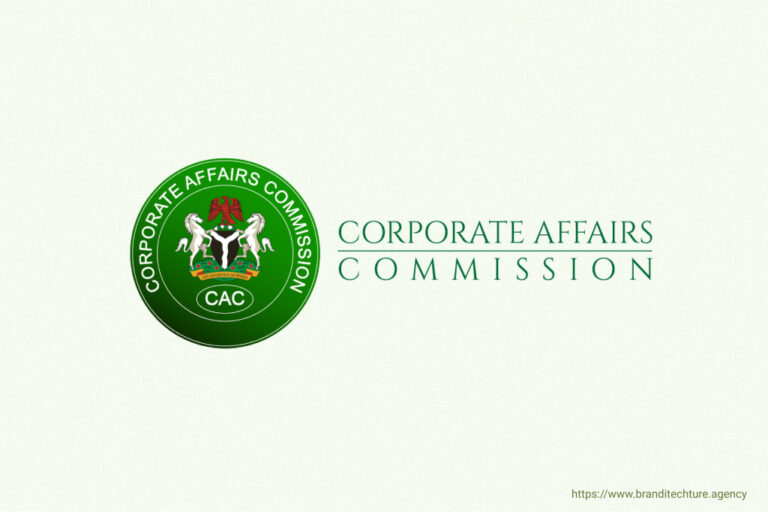 CORPORATE AFFAIRS COMMISSION
CAC
CORPORATE AFFAIRS
COMMISSION
https://www.branditechture.agency